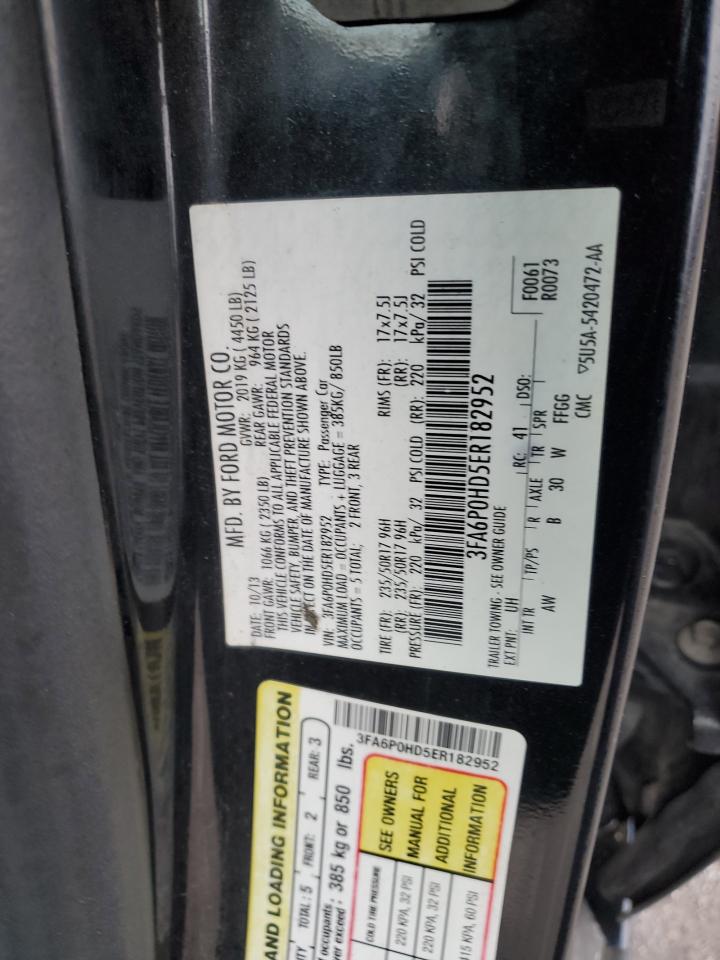 MFD. BY FORD MOTOR CO.
DATE: 10/13 GVWR: 2019 KG ( 4450 LB)
FRONT GAWR: 1066 KG ( 2350LB) REAR GAWR: 964 KG ( 2125 LB)
THIS VEHICLE CONFORMS TO ALL APPLICABLE FEDERAL MOTOR
VEHICLE SAFETY, BUMPER, AND THEFT PREVENTION STANDARDS
IN EFFECT ON THE DATE OF MANUFACTURE SHOWN ABOVE.
VIN: 3FA6P0HD5ER182952 TYPE: Passenger Car
MAXIMUM LOAD = OCCUPANTS + LUGGAGE = 385KG/ 850LB
OCCUPANTS = 5 TOTAL; 2 FRONT, 3 REAR
TIRE (FR): 235/50R17 96H RIMS (FR): 17x7.5J
(RR): 235/50R17 96H (RR): 17x7.5J
PRESSURE (FR): 220 kPa/ 32 PSI COLD (RR): 220 kPa/ 32 PSI COLD
3FA6P0HD5ER182952
TRAILER TOWING - SEE OWNER GUIDE
EXT PNT: UH RC: 41 DSO: F0061
R0073
INT TR TP/PS R AXLE TR SPR
AW B 30 W FFGG
CMC ▽5U5A-5420472-AA
AND LOADING INFORMATION
ITY TOTAL: 5 FRONT: 2 REAR: 3
occupants
ver exceed : 385 kg or 850 lbs.
3FA6P0HD5ER182952
COLD TIRE PRESSURE
220 KPA, 32 PSI
220 KPA, 32 PSI
415 KPA, 60 PSI
SEE OWNERS
MANUAL FOR
ADDITIONAL
INFORMATION